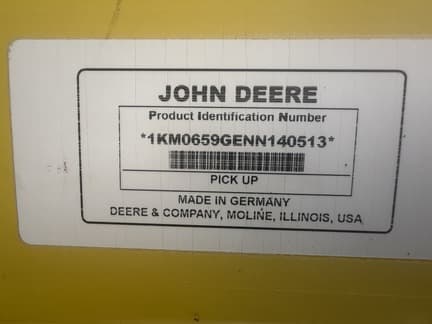 JOHN DEERE
Product Identification Number
*1KM0659GENN140513*
PICK UP
MADE IN GERMANY
DEERE & COMPANY, MOLINE, ILLINOIS, USA